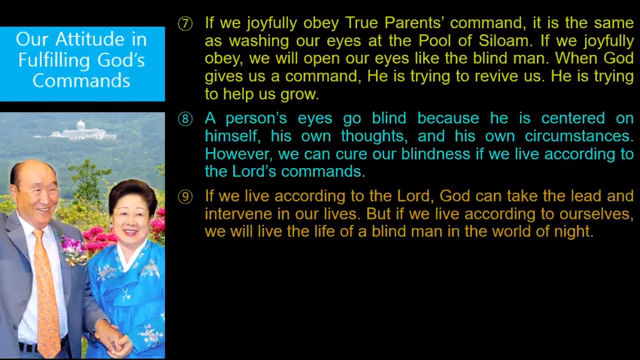 Our Attitude in
Fulfilling God's
Commands
⑦ If we joyfully obey True Parents' command, it is the same
as washing our eyes at the Pool of Siloam. If we joyfully
obey, we will open our eyes like the blind man. When God
gives us a command, He is trying to revive us. He is trying
to help us grow.
⑧ A person's eyes go blind because he is centered on
himself, his own thoughts, and his own circumstances.
However, we can cure our blindness if we live according to
the Lord's commands.
⑨ If we live according to the Lord, God can take the lead and
intervene in our lives. But if we live according to ourselves,
we will live the life of a blind man in the world of night.